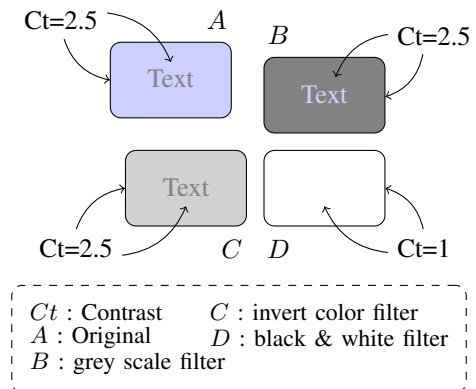 Ct=2.5
A
B
Ct=2.5
Text
Text
Text
Ct=2.5
C
D
Ct=1
Ct : Contrast
C : invert color filter
A : Original
D : black & white filter
B : grey scale filter